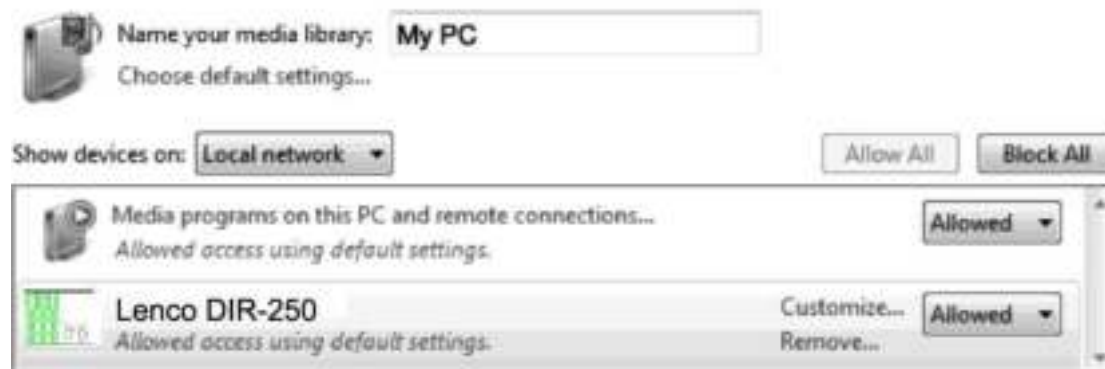 Name your media library: My PC
Choose default settings...
Show devices on: Local network Allow All Block All
Media programs on this PC and remote connections... Allowed
Allowed access using default settings.
Lenco DIR-250 Customize... Allowed
Allowed access using default settings. Remove...